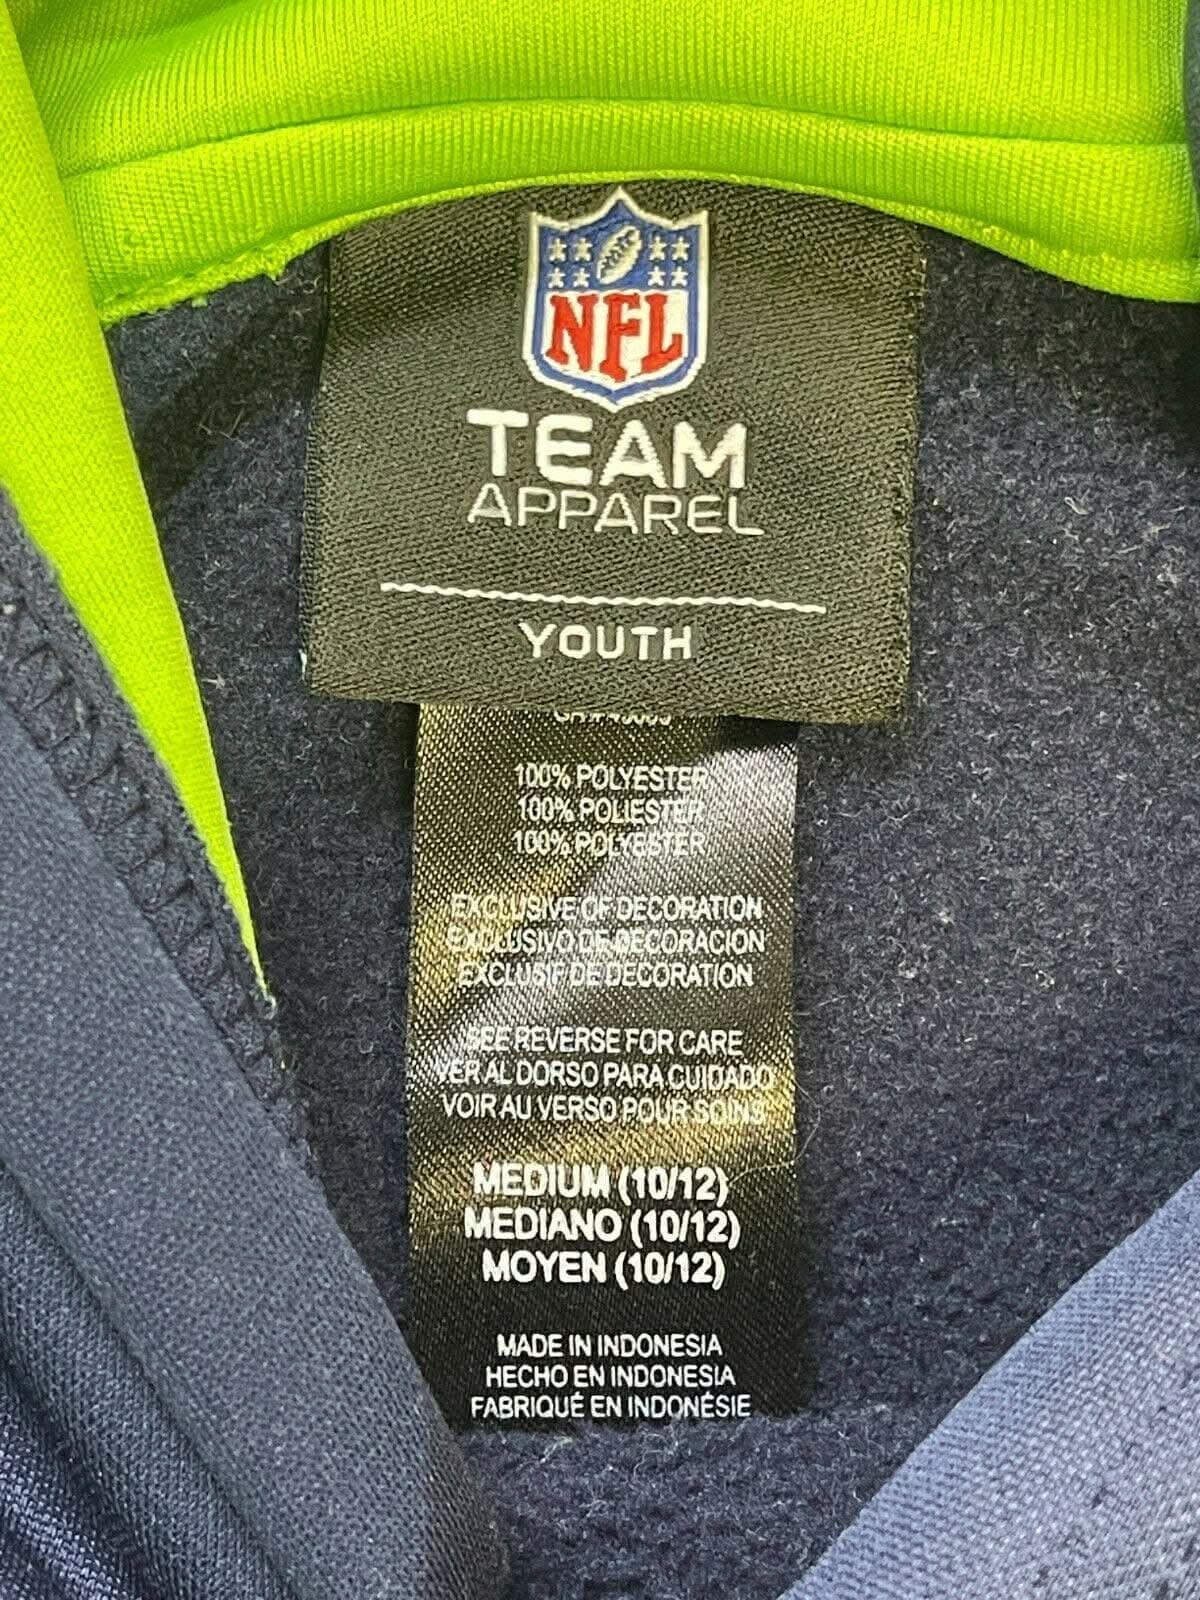 NFL
TEAM
APPAREL
YOUTH
100% POLYESTER
100% POLIESTER
100% POLYESTER
EXCLUSIVE OF DECORATION
EXCLUSIVO DE DECORACION
EXCLUSIF DE DECORATION
SEE REVERSE FOR CARE
VER AL DORSO PARA CUIDADO
VOIR AU VERSO POUR SOINS
MEDIUM (10/12)
MEDIANO (10/12)
MOYEN (10/12)
MADE IN INDONESIA
HECHO EN INDONESIA
FABRIQUÉ EN INDONÉSIE